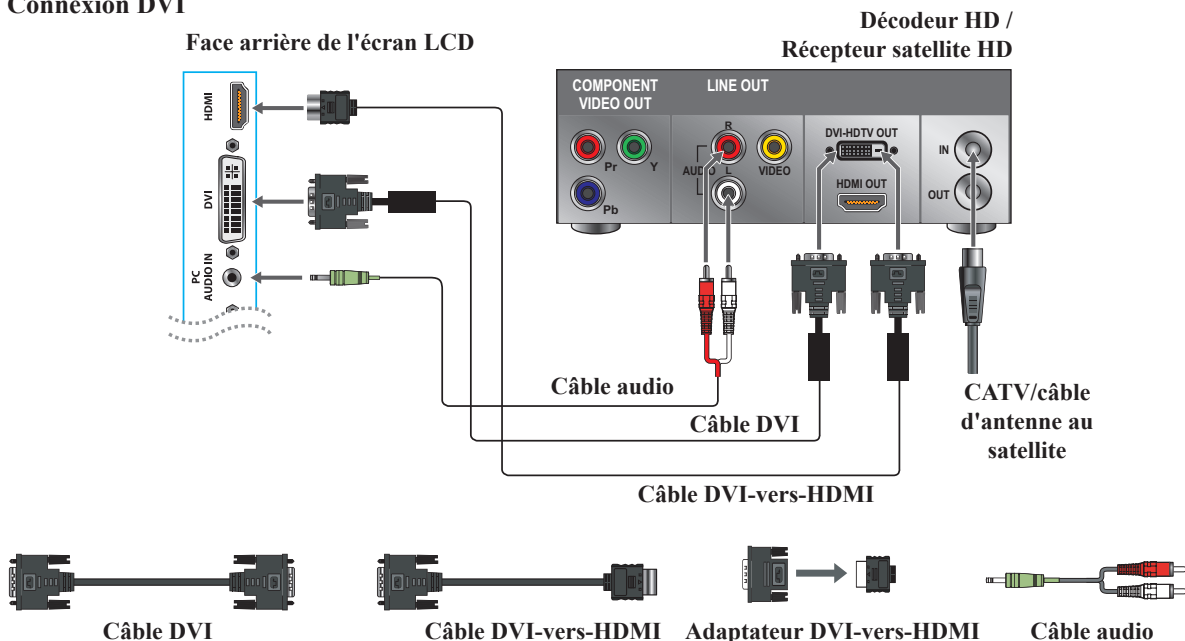 Connexion DVI
Décodeur HD /
Récepteur satellite HD
Face arrière de l'écran LCD
HDMI
DVI
PC
AUDIO IN
COMPONENT
VIDEO OUT
LINE OUT
Pr
Y
Pb
R
AUDIO
L
VIDEO
DVI-HDTV OUT
HDMI OUT
IN
OUT
Câble audio
Câble DVI
Câble DVI-vers-HDMI
CATV/câble
d'antenne au
satellite
Câble DVI
Câble DVI-vers-HDMI
Adaptateur DVI-vers-HDMI
Câble audio